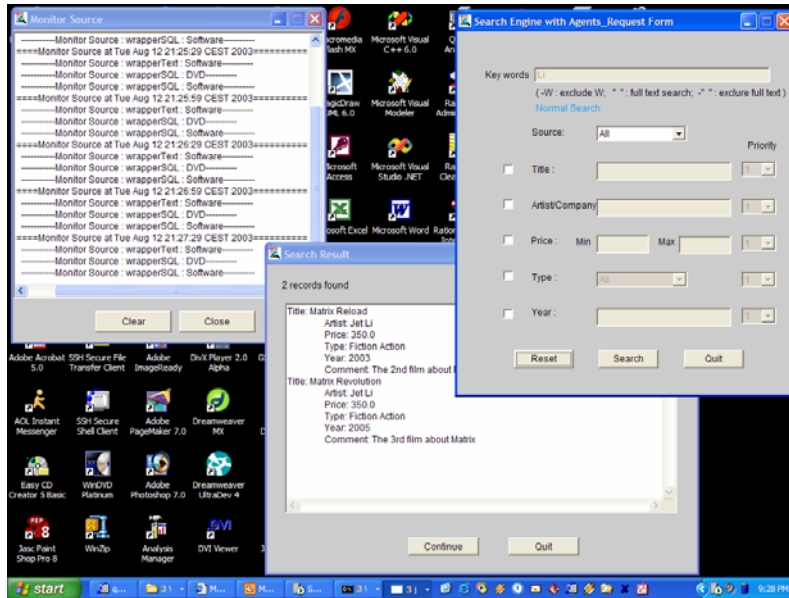 Monitor Source
------------Monitor Source : wrapperSQL : Software----------
====Monitor Source at Tue Aug 12 21:25:29 CEST 2003==========
------------Monitor Source : wrapperText : Software----------
------------Monitor Source : wrapperSQL : DVD----------
------------Monitor Source : wrapperSQL : Software----------
====Monitor Source at Tue Aug 12 21:25:59 CEST 2003==========
------------Monitor Source : wrapperText : Software----------
------------Monitor Source : wrapperSQL : DVD----------
------------Monitor Source : wrapperSQL : Software----------
====Monitor Source at Tue Aug 12 21:26:29 CEST 2003==========
------------Monitor Source : wrapperText : Software----------
------------Monitor Source : wrapperSQL : DVD----------
------------Monitor Source : wrapperSQL : Software----------
====Monitor Source at Tue Aug 12 21:26:59 CEST 2003==========
------------Monitor Source : wrapperText : Software----------
------------Monitor Source : wrapperSQL : DVD----------
------------Monitor Source : wrapperSQL : Software----------
====Monitor Source at Tue Aug 12 21:27:29 CEST 2003==========
------------Monitor Source : wrapperText : Software----------
------------Monitor Source : wrapperSQL : DVD----------
------------Monitor Source : wrapperSQL : Software----------
Clear Close
Microsoft Visual C++ 6.0
Microsoft Visual Modeler
Microsoft Visual Studio .NET
Microsoft Word
Search Engine with Agents_Request Form
Key words Li
( -W : exclude W; " " : full text search; -" " : exclure full text )
Normal Search
Source: All
Priority
Title : 1
Artist/Company 1
Price : Min Max 1
Type : All 1
Year : 1
Reset Search Quit
Search Result
2 records found
Title: Matrix Reload
Artist: Jet Li
Price: 350.0
Type: Fiction Action
Year: 2003
Comment: The 2nd film about
Title: Matrix Revolution
Artist: Jet Li
Price: 350.0
Type: Fiction Action
Year: 2005
Comment: The 3rd film about Matrix
Continue Quit
Adobe Acrobat 5.0
SSH Secure File Transfer Client
Adobe ImageReady
DivX Player 2.0 Alpha
AOL Instant Messenger
SSH Secure Shell Client
Adobe PageMaker 7.0
Dreamweaver MX
Easy CD Creator 5 Basic
WinDVD Platinum
Adobe Photoshop 7.0
Dreamweaver UltraDev 4
Jasc Paint Shop Pro 8
WinZip
Analysis Manager
DVI Viewer
start
9:28 PM